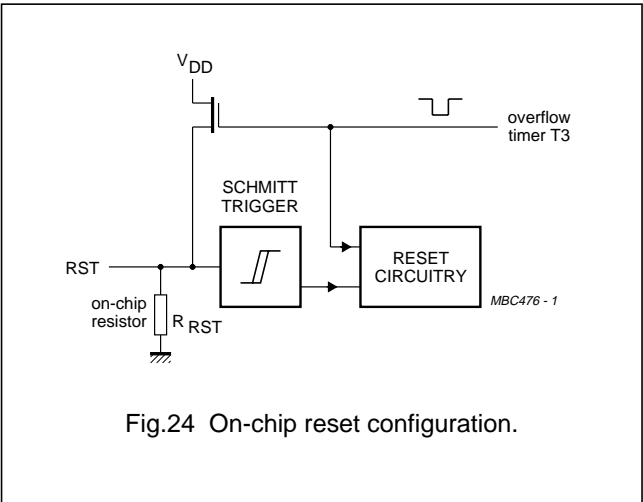 VDD
overflow
timer T3
SCHMITT
TRIGGER
RST
RESET
CIRCUITRY
MBC476 - 1
on-chip
resistor
RRST
Fig.24 On-chip reset configuration.